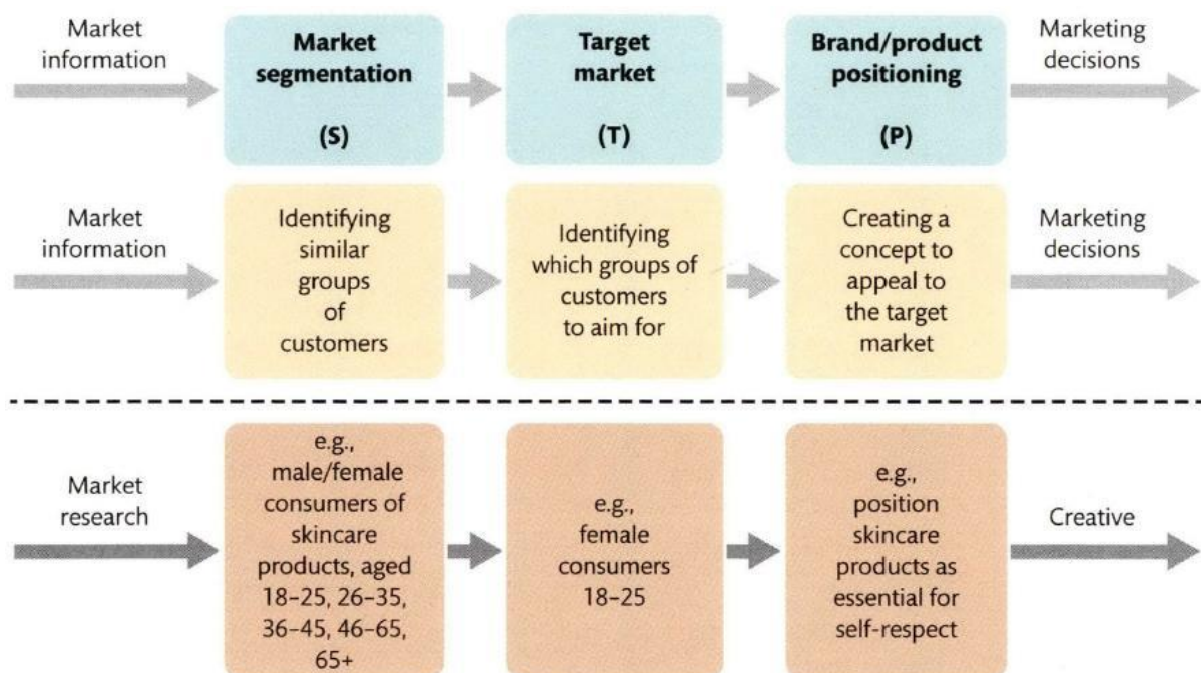 Market
information
Market
segmentation
(S)
Target
market
(T)
Brand/product
positioning
(P)
Marketing
decisions
Market
information
Identifying
similar
groups
of
customers
Identifying
which groups of
customers
to aim for
Creating a
concept to
appeal to
the target
market
Marketing
decisions
Market
research
e.g.,
male/female
consumers of
skincare
products, aged
18–25, 26–35,
36–45, 46–65,
65+
e.g.,
female
consumers
18–25
e.g.,
position
skincare
products as
essential for
self-respect
Creative